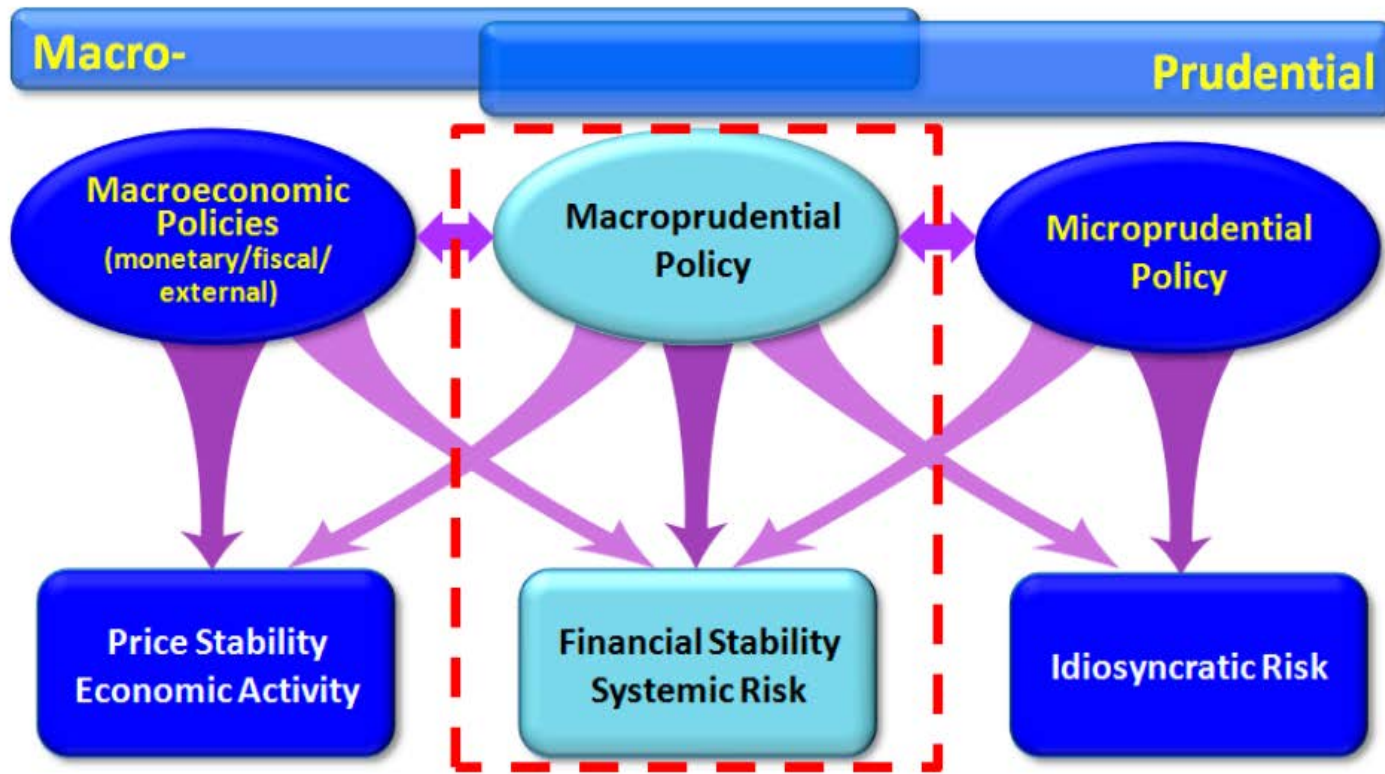 Macro-
Prudential
Macroeconomic
Policies
(monetary/fiscal/
external)
Macroprudential
Policy
Microprudential
Policy
Price Stability
Economic Activity
Financial Stability
Systemic Risk
Idiosyncratic Risk